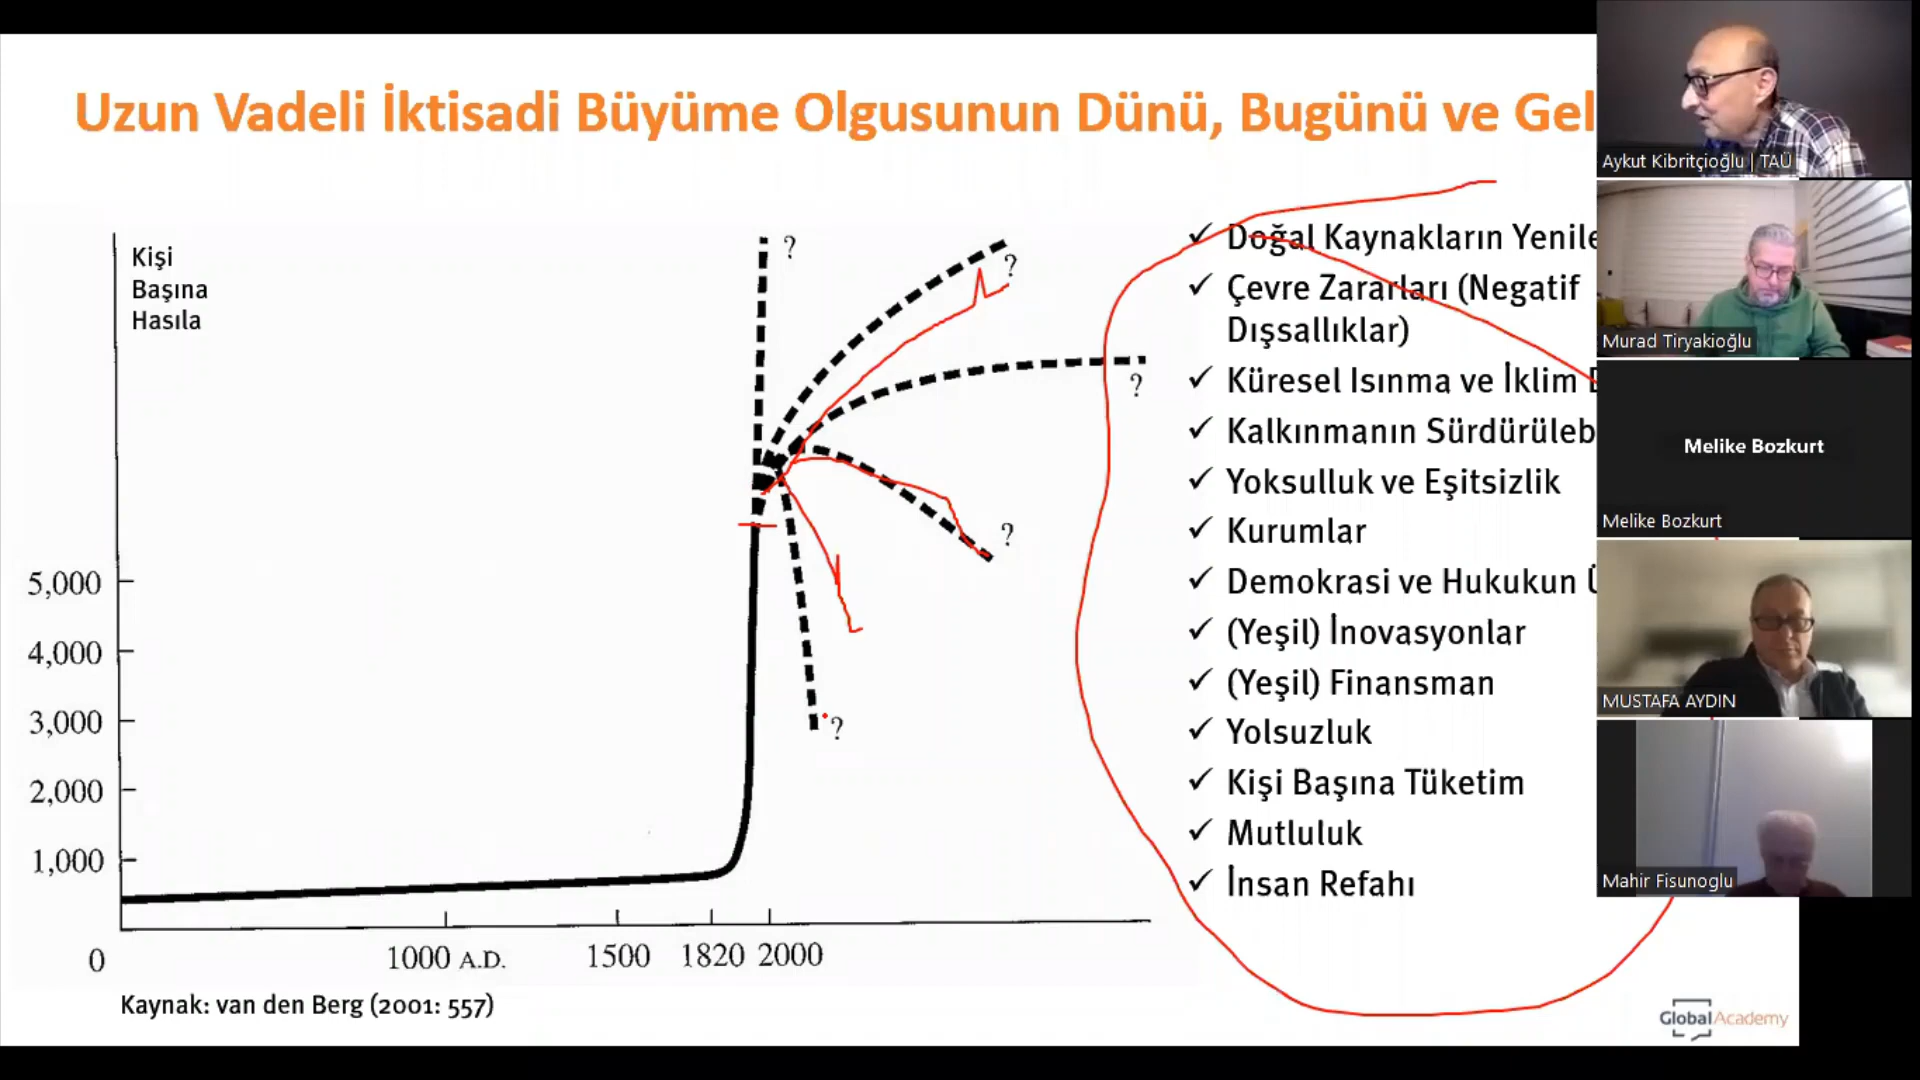 Uzun Vadeli İktisadi Büyüme Olgusunun Dünü, Bugünü ve Gel
Kişi
Başına
Hasıla
?
?
?
?
?
5,000
4,000
3,000
2,000
1,000
0
1000 A.D.
1500
1820
2000
Kaynak: van den Berg (2001: 557)
✓ Doğal Kaynakların Yenile
✓ Çevre Zararları (Negatif
Dışsallıklar)
✓ Küresel Isınma ve İklim
✓ Kalkınmanın Sürdürüleb
✓ Yoksulluk ve Eşitsizlik
✓ Kurumlar
✓ Demokrasi ve Hukukun
✓ (Yeşil) İnovasyonlar
✓ (Yeşil) Finansman
✓ Yolsuzluk
✓ Kişi Başına Tüketim
✓ Mutluluk
✓ İnsan Refahı
GlobalAcademy
Aykut Kibritçioğlu | TAÜ
Murad Tiryakioğlu
Melike Bozkurt
Melike Bozkurt
MUSTAFA AYDIN
Mahir Fisunoglu